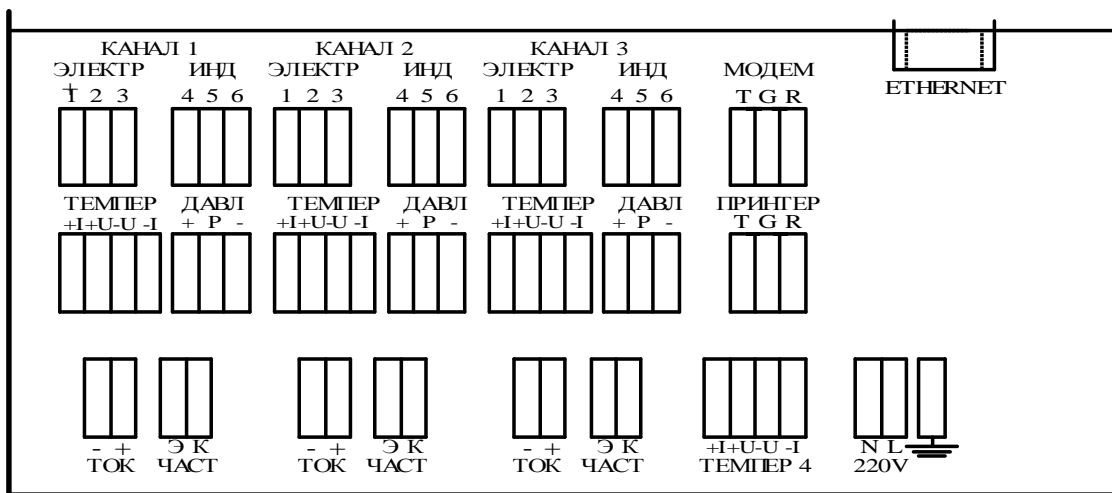 КАНАЛ 1 КАНАЛ 2 КАНАЛ 3
ЭЛЕКТР ИНД ЭЛЕКТР ИНД ЭЛЕКТР ИНД МОДЕМ
ETHERNET
+
1 2 3 4 5 6 1 2 3 4 5 6 1 2 3 4 5 6 T G R
ТЕМПЕР ДАВЛ ТЕМПЕР ДАВЛ ТЕМПЕР ДАВЛ ПРИНТЕР
+I+U-U -I + P - +I+U-U -I + P - +I+U-U -I + P - T G R
- + Э К - + Э К - + Э К +I+U-U -I N L
ТОК ЧАСТ ТОК ЧАСТ ТОК ЧАСТ ТЕМПЕР 4 220V